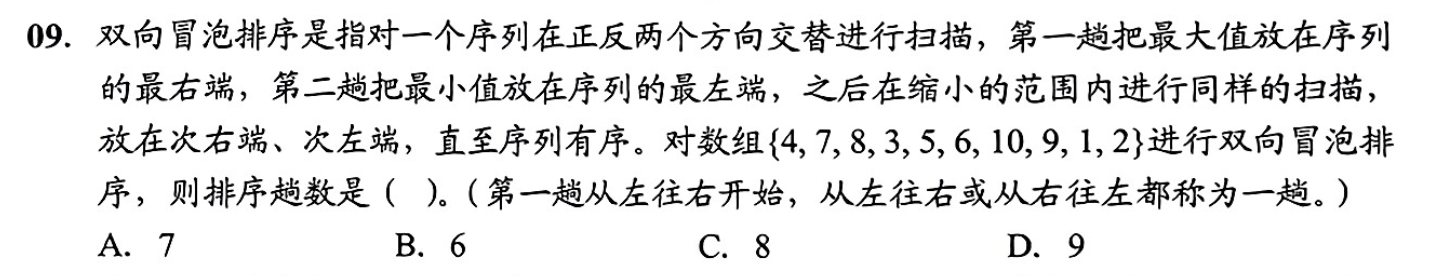 09. 双向冒泡排序是指对一个序列在正反两个方向交替进行扫描，第一趟把最大值放在序列
的最右端，第二趟把最小值放在序列的最左端，之后在缩小的范围内进行同样的扫描，
放在次右端、次左端，直至序列有序。对数组{4, 7, 8, 3, 5, 6, 10, 9, 1, 2}进行双向冒泡排
序，则排序趟数是（ ）。（第一趟从左往右开始，从左往右或从右往左都称为一趟。）
A. 7 B. 6 C. 8 D. 9